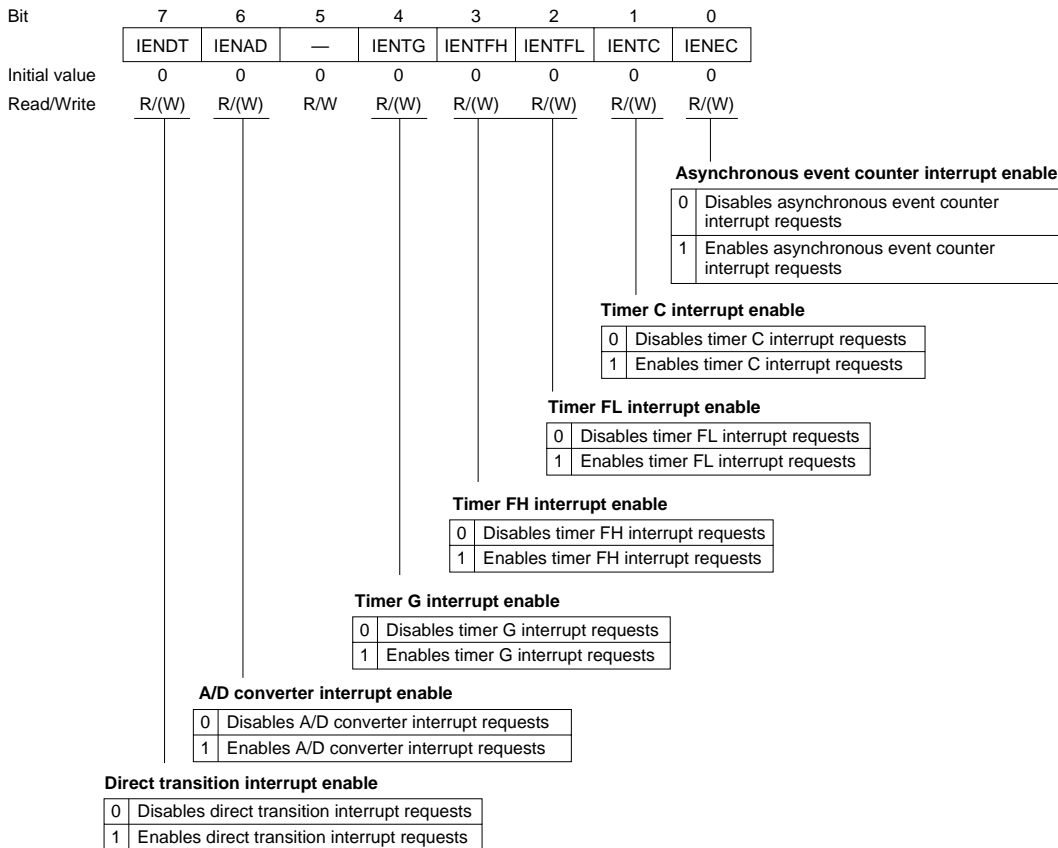 Bit 7 6 5 4 3 2 1 0
IENDT IENAD — IENTG IENTFH IENTFL IENTC IENEC
Initial value 0 0 0 0 0 0 0 0
Read/Write R/(W) R/(W) R/W R/(W) R/(W) R/(W) R/(W) R/(W)
Asynchronous event counter interrupt enable
0 Disables asynchronous event counter
interrupt requests
1 Enables asynchronous event counter
interrupt requests
Timer C interrupt enable
0 Disables timer C interrupt requests
1 Enables timer C interrupt requests
Timer FL interrupt enable
0 Disables timer FL interrupt requests
1 Enables timer FL interrupt requests
Timer FH interrupt enable
0 Disables timer FH interrupt requests
1 Enables timer FH interrupt requests
Timer G interrupt enable
0 Disables timer G interrupt requests
1 Enables timer G interrupt requests
A/D converter interrupt enable
0 Disables A/D converter interrupt requests
1 Enables A/D converter interrupt requests
Direct transition interrupt enable
0 Disables direct transition interrupt requests
1 Enables direct transition interrupt requests